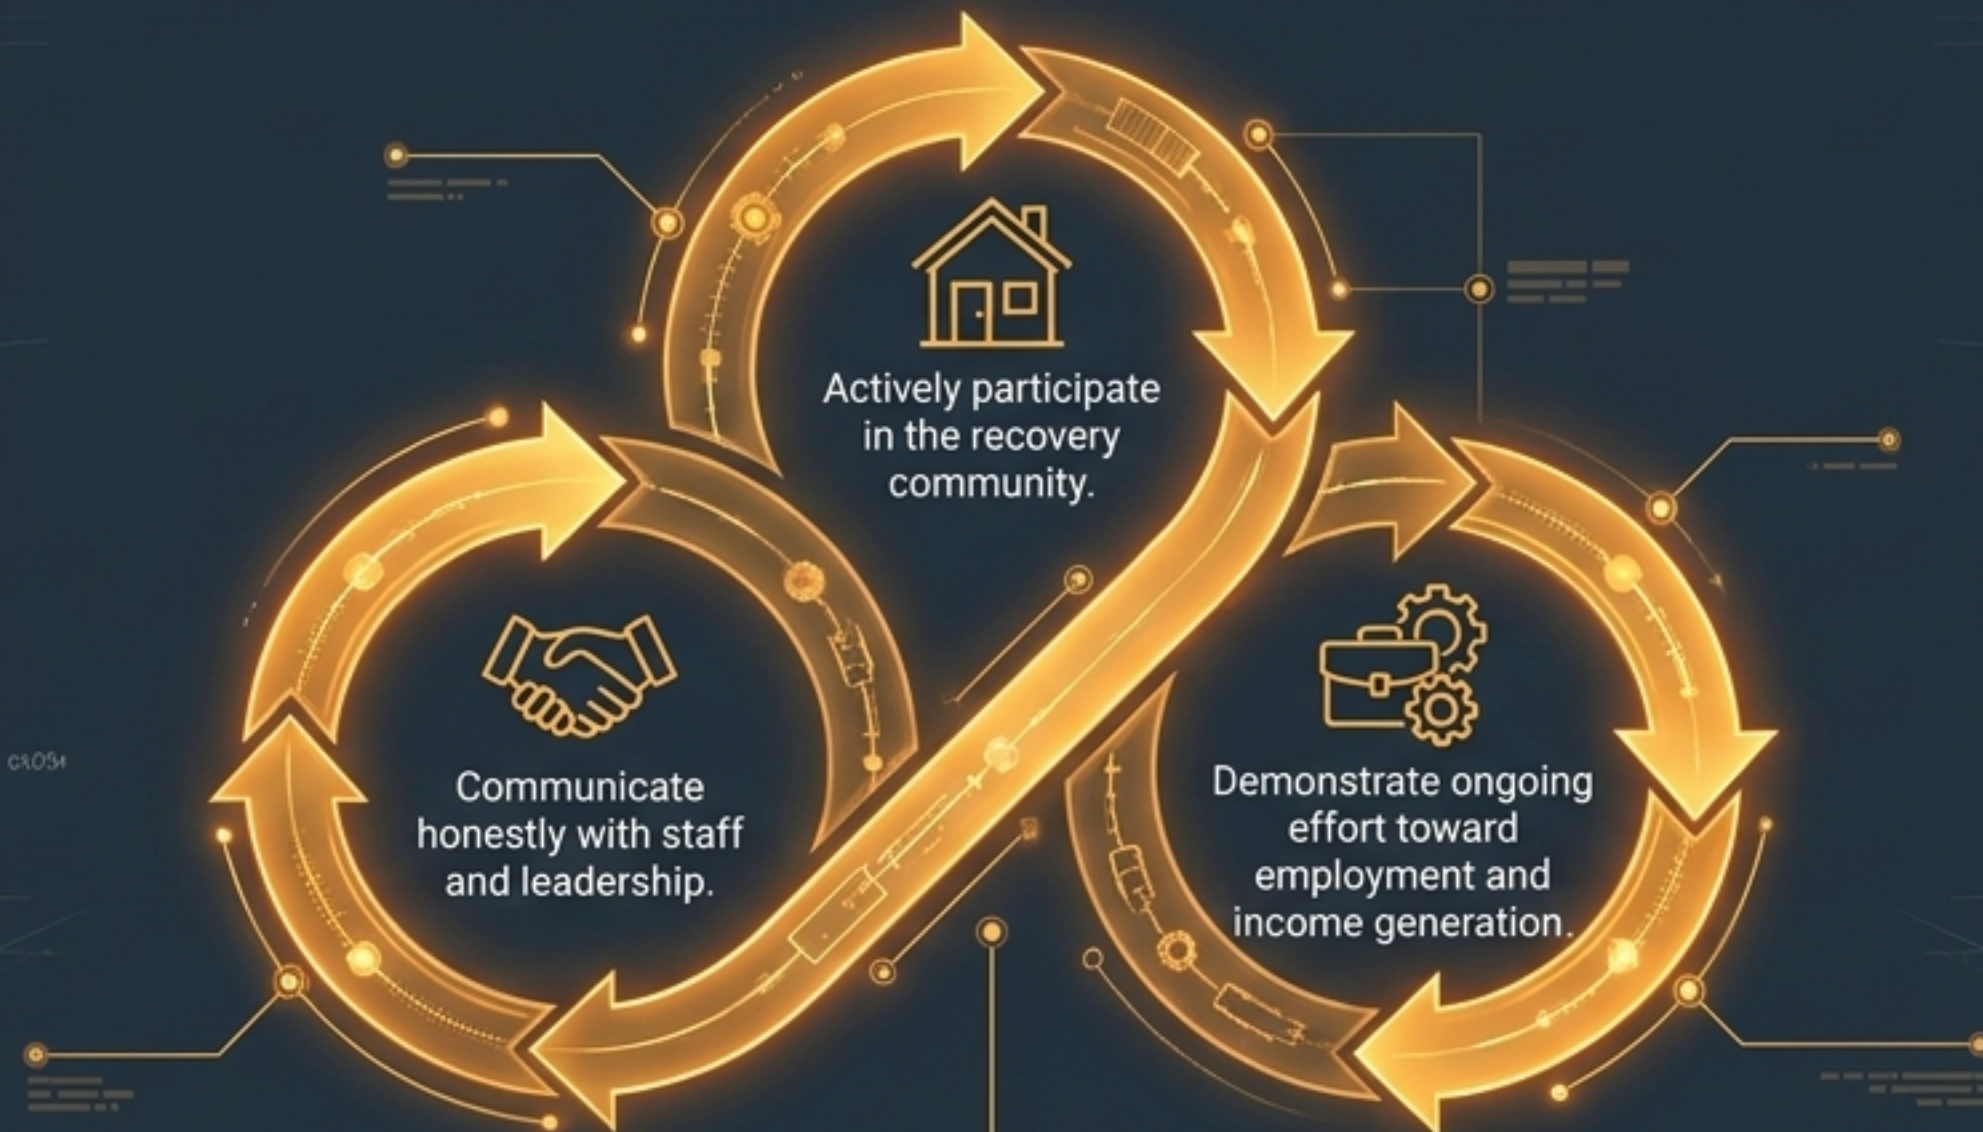 Actively participate
in the recovery
community.
Communicate
honestly with staff
and leadership.
Demonstrate ongoing
effort toward
employment and
income generation.